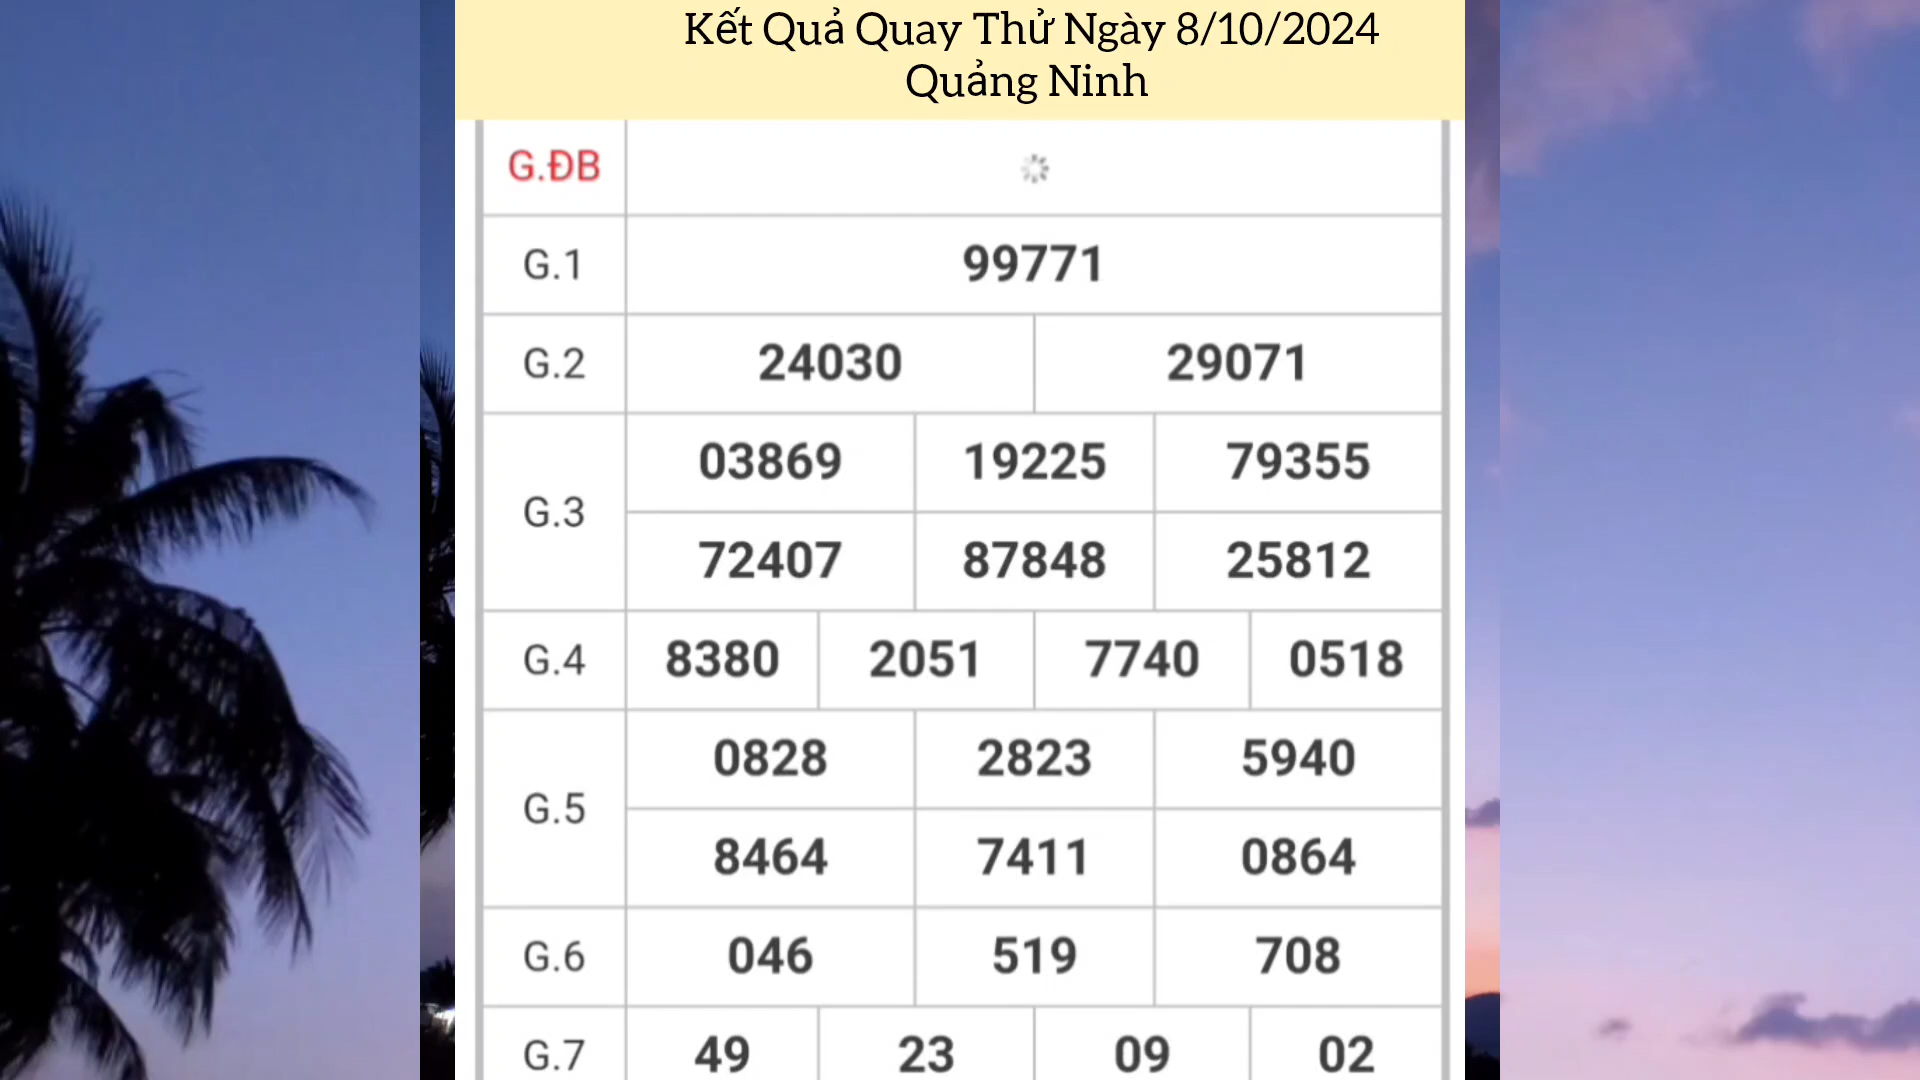 Kết Quả Quay Thử Ngày 8/10/2024
Quảng Ninh
G.ĐB
G.1 99771
G.2 24030 29071
03869 19225 79355
G.3
72407 87848 25812
G.4 8380 2051 7740 0518
0828 2823 5940
G.5
8464 7411 0864
G.6 046 519 708
G.7 49 23 09 02